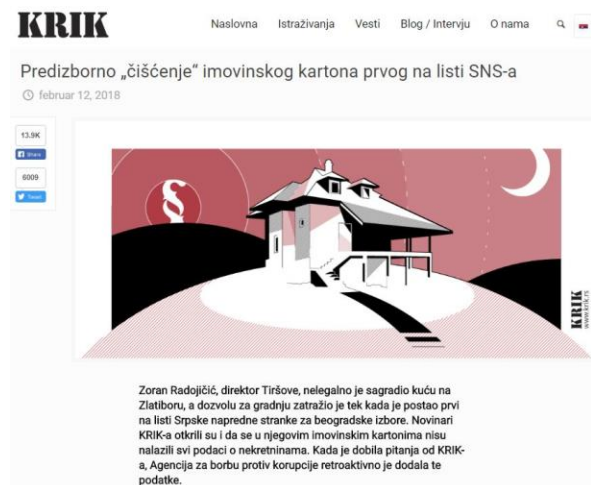 KRIK
Naslovna Istraživanja Vesti Blog / Intervju O nama
Predizborno „čišćenje“ imovinskog kartona prvog na listi SNS-a
februar 12, 2018
13.9K
Share
6009
Tweet
§
KRIK
www.krik.rs
Zoran Radojičić, direktor Tiršove, nelegalno je sagradio kuću na
Zlatiboru, a dozvolu za gradnju zatražio je tek kada je postao prvi
na listi Srpske napredne stranke za beogradske izbore. Novinari
KRIK-a otkrili su i da se u njegovim imovinskim kartonima nisu
nalazili svi podaci o nekretninama. Kada je dobila pitanja od KRIK-
a, Agencija za borbu protiv korupcije retroaktivno je dodala te
podatke.